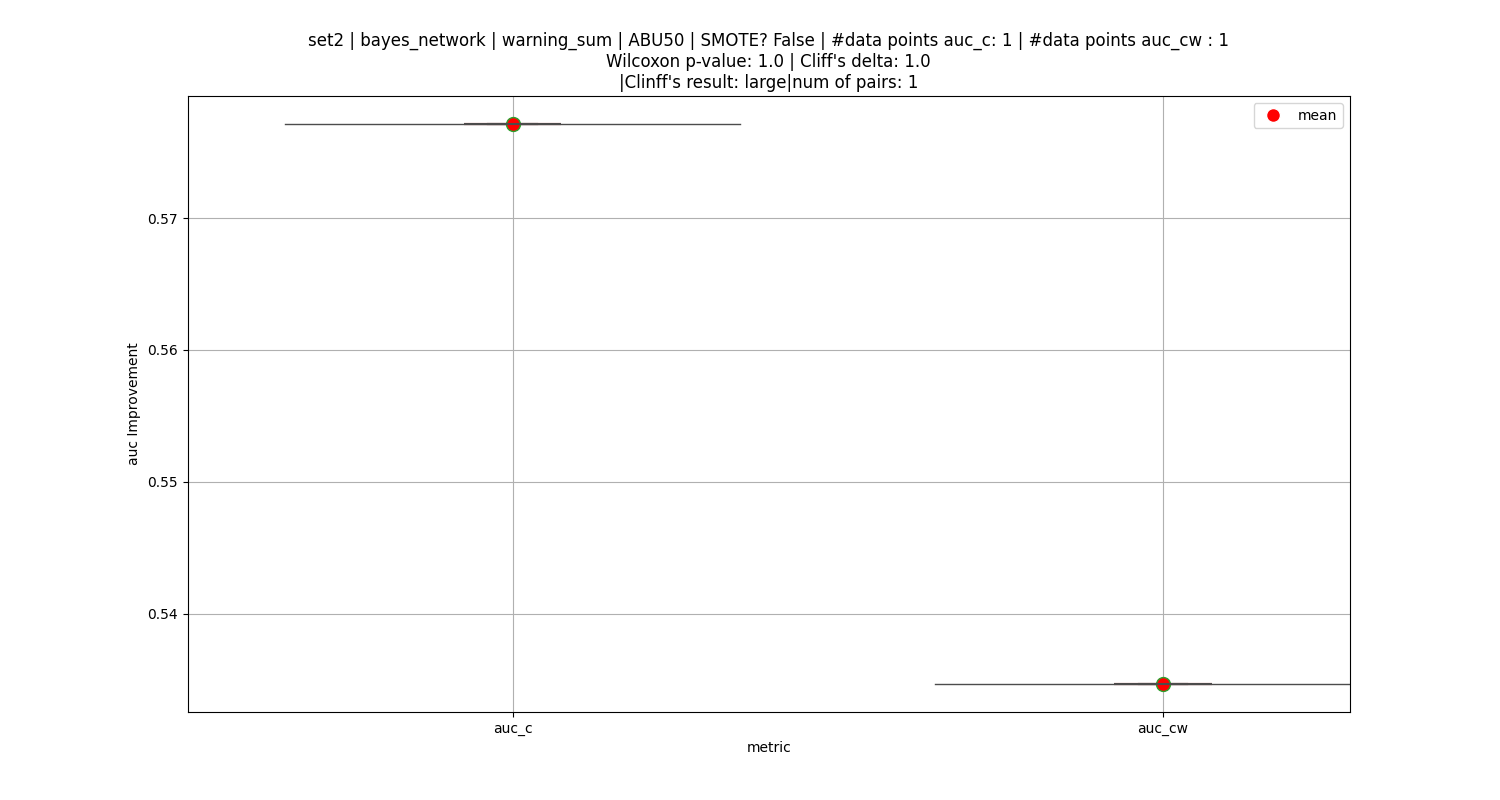 set2 | bayes_network | warning_sum | ABU50 | SMOTE? False | #data points auc_c: 1 | #data points auc_cw : 1
Wilcoxon p-value: 1.0 | Cliff's delta: 1.0
|Clinff's result: large|num of pairs: 1
mean
0.57
0.56
0.55
0.54
auc Improvement
auc_c
auc_cw
metric